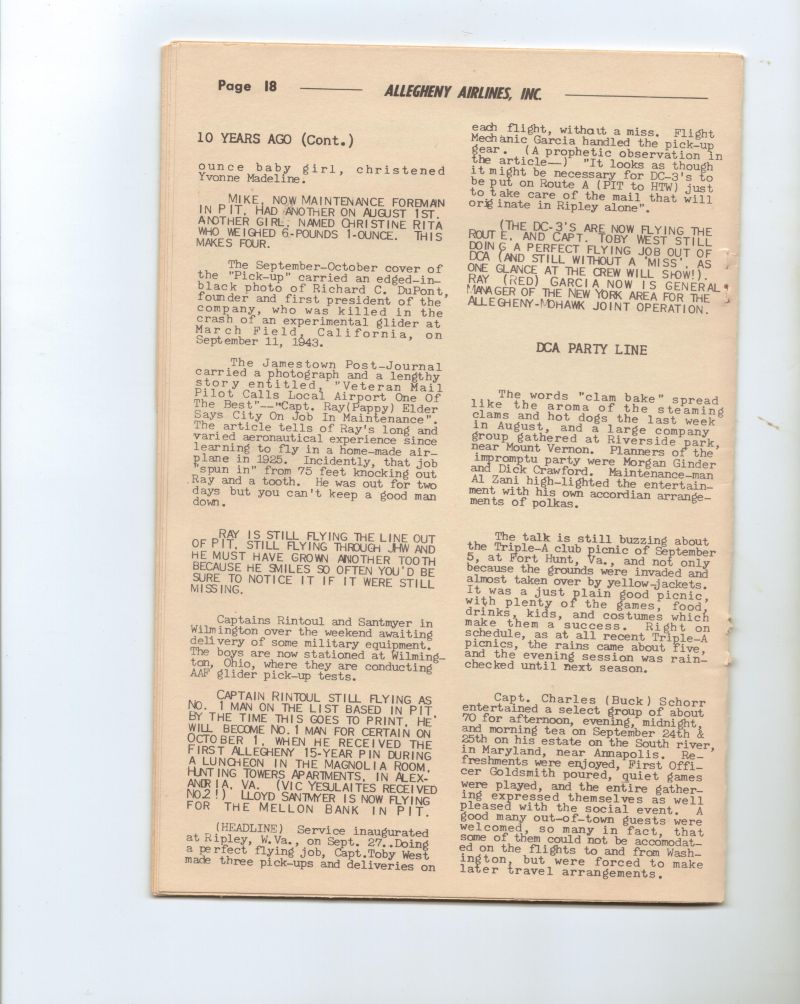 Page 18
ALLEGHENY AIRLINES, INC.
10 YEARS AGO (Cont.)
ounce baby girl, christened
Yvonne Madeline.
MIKE, NOW MAINTENANCE FOREMAN
IN PIT, HAD ANOTHER ON AUGUST 1ST.
ANOTHER GIRL, NAMED CHRISTINE RITA
WHO WEIGHED 6-POUNDS 1-OUNCE. THIS
MAKES FOUR.
The September-October cover of
the "Pick-up" carried an edged-in-
black photo of Richard C. DuPont,
founder and first president of the
company, who was killed in the
crash of an experimental glider at
March Field, California, on
September 11, 1943.
The Jamestown Post-Journal
carried a photograph and a lengthy
story entitled, "Veteran Mail
Pilot Calls Local Airport One Of
The Best"--"Capt. Ray(Pappy) Elder
Says City On Job In Maintenance".
The article tells of Ray's long and
varied aeronautical experience since
learning to fly in a home-made air-
plane in 1925. Incidently, that job
"spun in" from 75 feet knocking out
Ray and a tooth. He was out for two
days but you can't keep a good man
down.
RAY IS STILL FLYING THE LINE OUT
OF PIT, STILL FLYING THROUGH JHW AND
HE MUST HAVE GROWN ANOTHER TOOTH
BECAUSE HE SMILES SO OFTEN YOU'D BE
SURE TO NOTICE IT IF IT WERE STILL
MISSING.
Captains Rintoul and Santmyer in
Wilmington over the weekend awaiting
delivery of some military equipment.
The boys are now stationed at Wilming-
ton, Ohio, where they are conducting
AAF glider pick-up tests.
CAPTAIN RINTOUL STILL FLYING AS
NO. 1 MAN ON THE LIST BASED IN PIT
BY THE TIME THIS GOES TO PRINT, HE'
WILL BECOME NO.1 MAN FOR CERTAIN ON
OCTOBER 1, WHEN HE RECEIVED THE
FIRST ALLEGHENY 15-YEAR PIN DURING
A LUNCHEON IN THE MAGNOLIA ROOM,
HUNTING TOWERS APARTMENTS, IN ALEX-
ANDRIA, VA. (VIC YESULAITES RECEIVED
NO.2!) LLOYD SANTMYER IS NOW FLYING
FOR THE MELLON BANK IN PIT.
(HEADLINE) Service inaugurated
at Ripley, W.Va., on Sept. 27..Doing
a perfect flying job, Capt.Toby West
made three pick-ups and deliveries on
each flight, without a miss. Flight
Mechanic Garcia handled the pick-up
gear. (A prophetic observation in
the article--) "It looks as though
it might be necessary for DC-3's to
be put on Route A (PIT to HTW) just
to take care of the mail that will
originate in Ripley alone".
(THE DC-3'S ARE NOW FLYING THE
ROUTE, AND CAPT. TOBY WEST STILL
DOING A PERFECT FLYING JOB OUT OF
DCA (AND STILL WITHOUT A 'MISS', AS
ONE GLANCE AT THE CREW WILL SHOW!).
RAY (RED) GARCIA NOW IS GENERAL
MANAGER OF THE NEW YORK AREA FOR THE
ALLEGHENY-MOHAWK JOINT OPERATION.
DCA PARTY LINE
The words "clam bake" spread
like the aroma of the steaming
clams and hot dogs the last week
in August, and a large company
group gathered at Riverside park,
near Mount Vernon. Planners of the
impromptu party were Morgan Ginder
and Dick Crawford. Maintenance-man
Al Zani high-lighted the entertain-
ment with his own accordian arrange-
ments of polkas.
The talk is still buzzing about
the Triple-A club picnic of September
5, at Fort Hunt, Va., and not only
because the grounds were invaded and
almost taken over by yellow-jackets.
It was a just plain good picnic,
with plenty of the games, food,
drinks, kids, and costumes which
make them a success. Right on
schedule, as at all recent Triple-A
picnics, the rains came about five,
and the evening session was rain-
checked until next season.
Capt. Charles (Buck) Schorr
entertained a select group of about
70 for afternoon, evening, midnight,
and morning tea on September 24th &
25th on his estate on the South river,
in Maryland, near Annapolis. Re-
freshments were enjoyed, First Offi-
cer Goldsmith poured, quiet games
were played, and the entire gather-
ing expressed themselves as well
pleased with the social event. A
good many out-of-town guests were
welcomed, so many in fact, that
some of them could not be accomodat-
ed on the flights to and from Wash-
ington, but were forced to make
later travel arrangements.